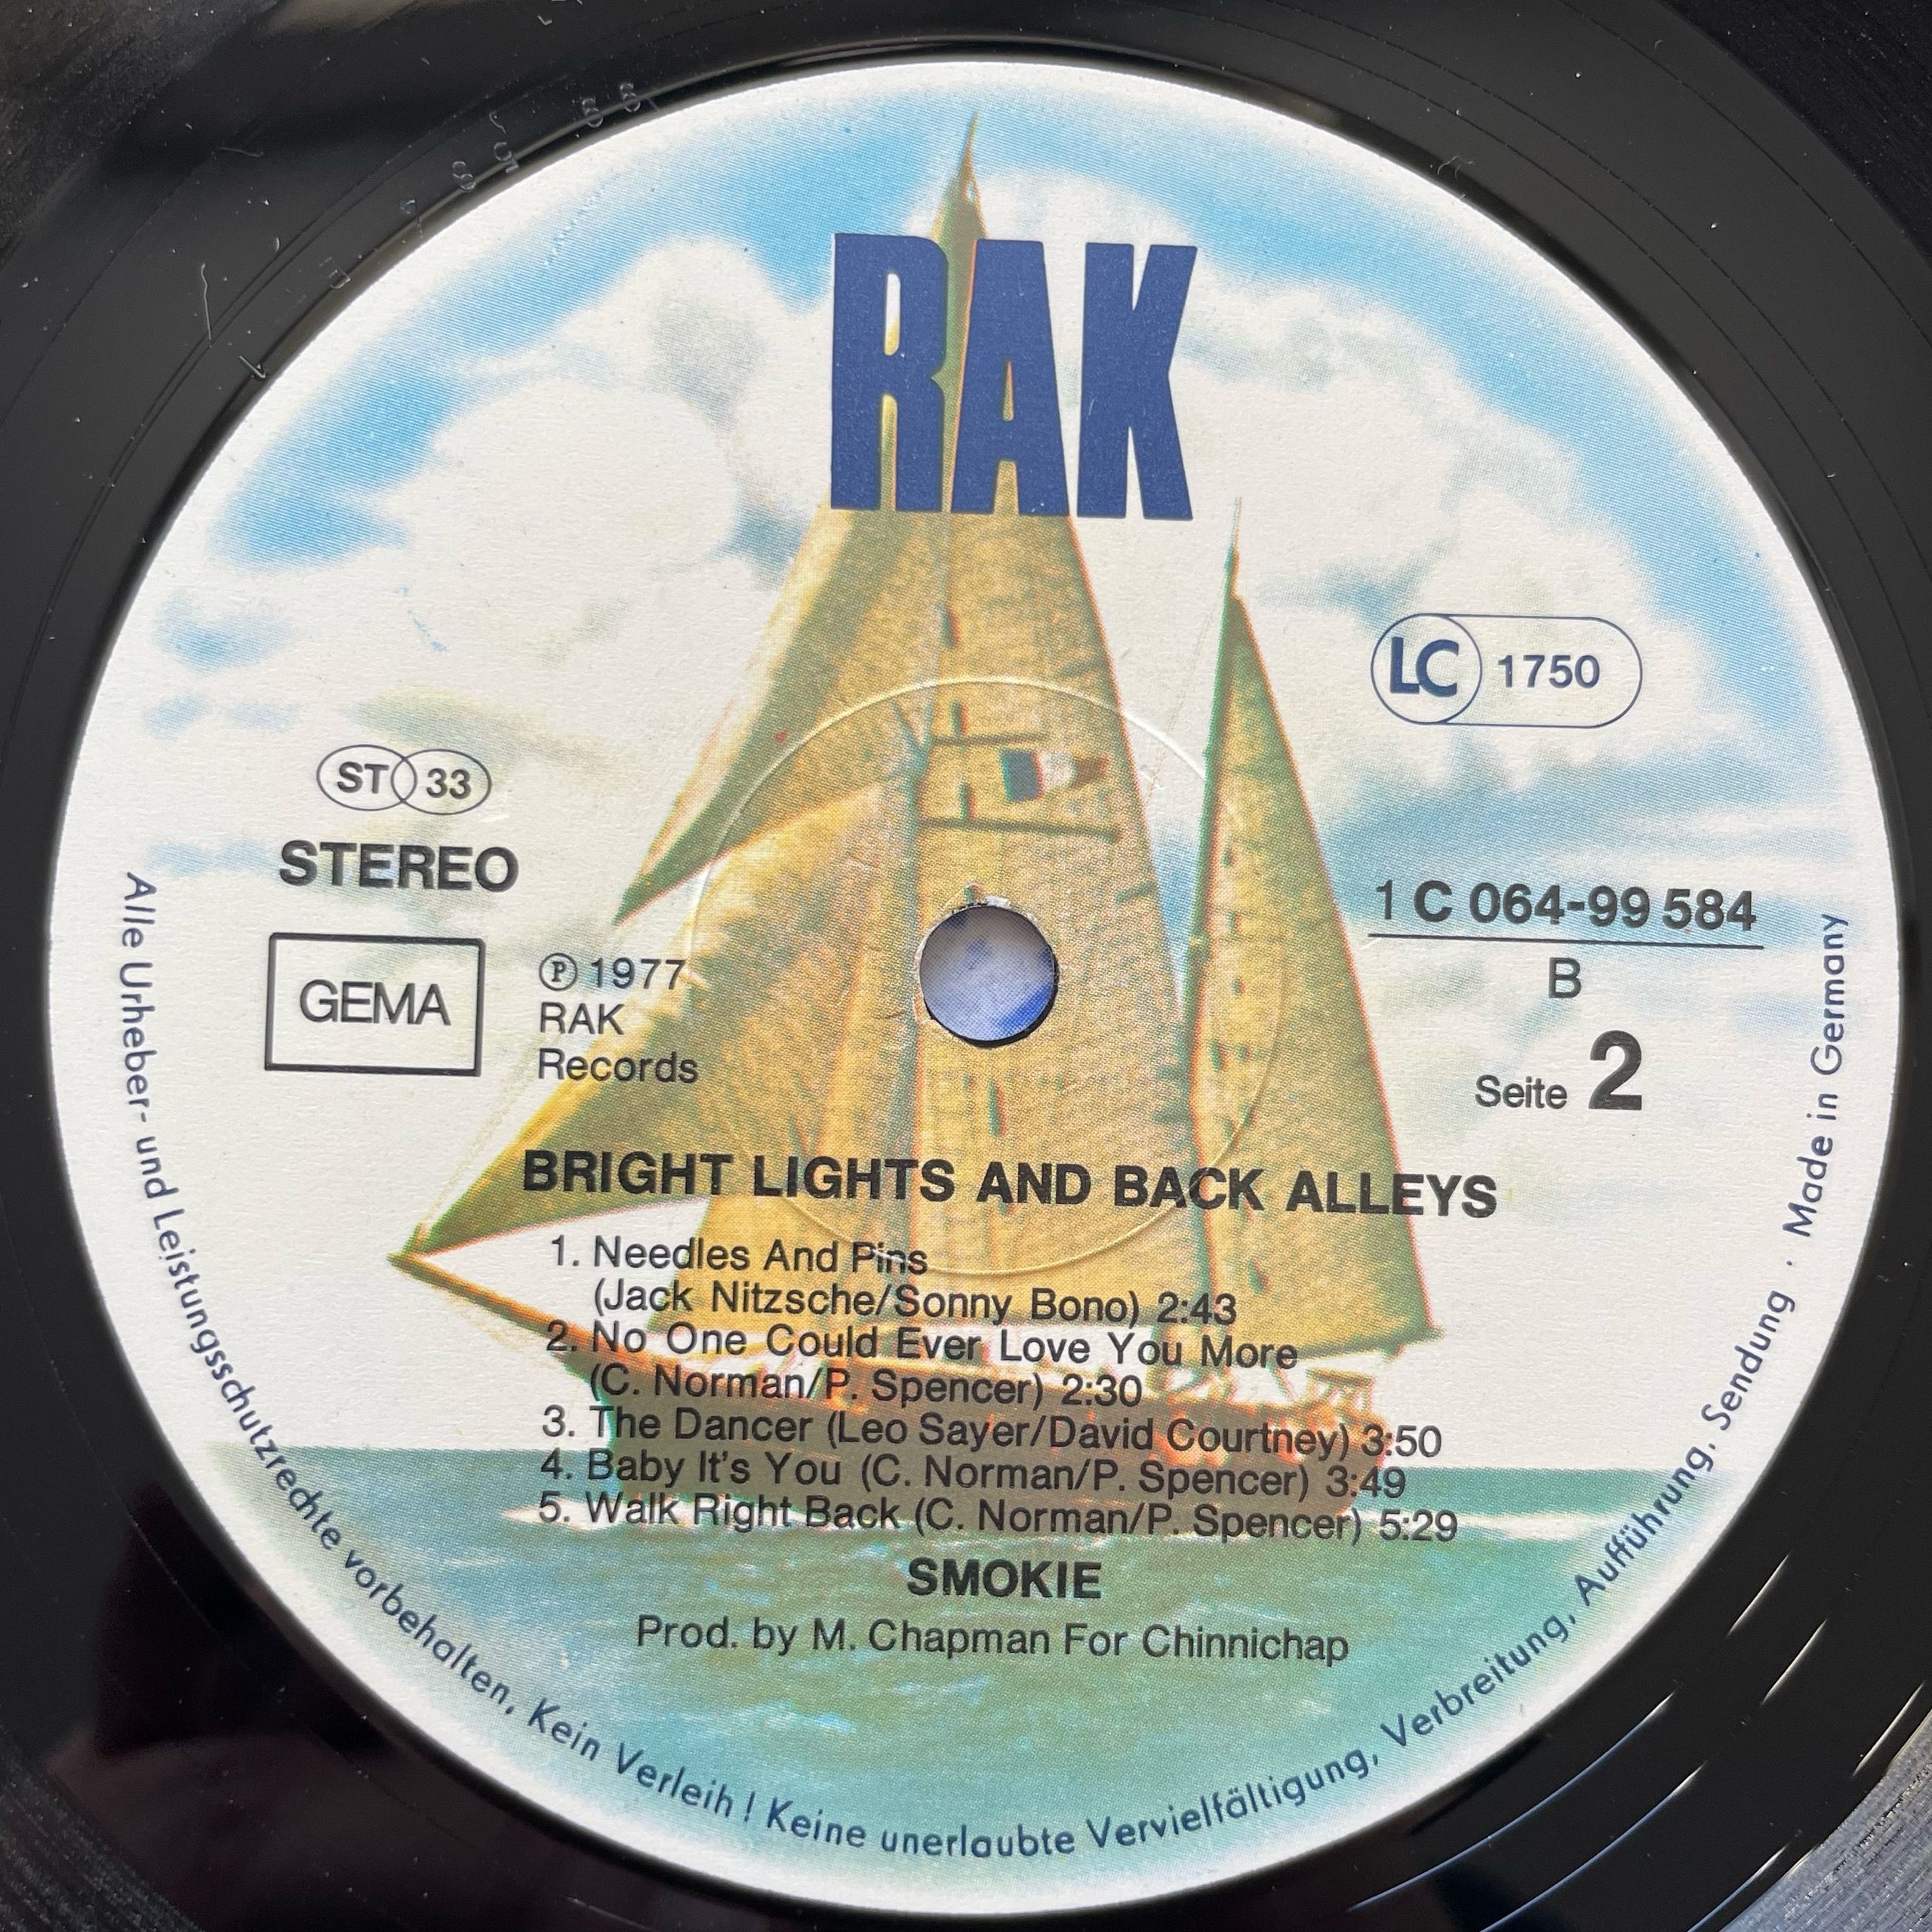 RAK
LC 1750
ST 33
STEREO
GEMA
℗ 1977
RAK
Records
1 C 064-99 584
B
Seite 2
BRIGHT LIGHTS AND BACK ALLEYS
1. Needles And Pins
(Jack Nitzsche/Sonny Bono) 2:43
2. No One Could Ever Love You More
(C. Norman/P. Spencer) 2:30
3. The Dancer (Leo Sayer/David Courtney) 3:50
4. Baby It's You (C. Norman/P. Spencer) 3:49
5. Walk Right Back (C. Norman/P. Spencer) 5:29
SMOKIE
Prod. by M. Chapman For Chinnichap
Alle Urheber- und Leistungsschutzrechte vorbehalten, Kein Verleih! Keine unerlaubte Vervielfältigung, Verbreitung, Aufführung, Sendung · Made in Germany